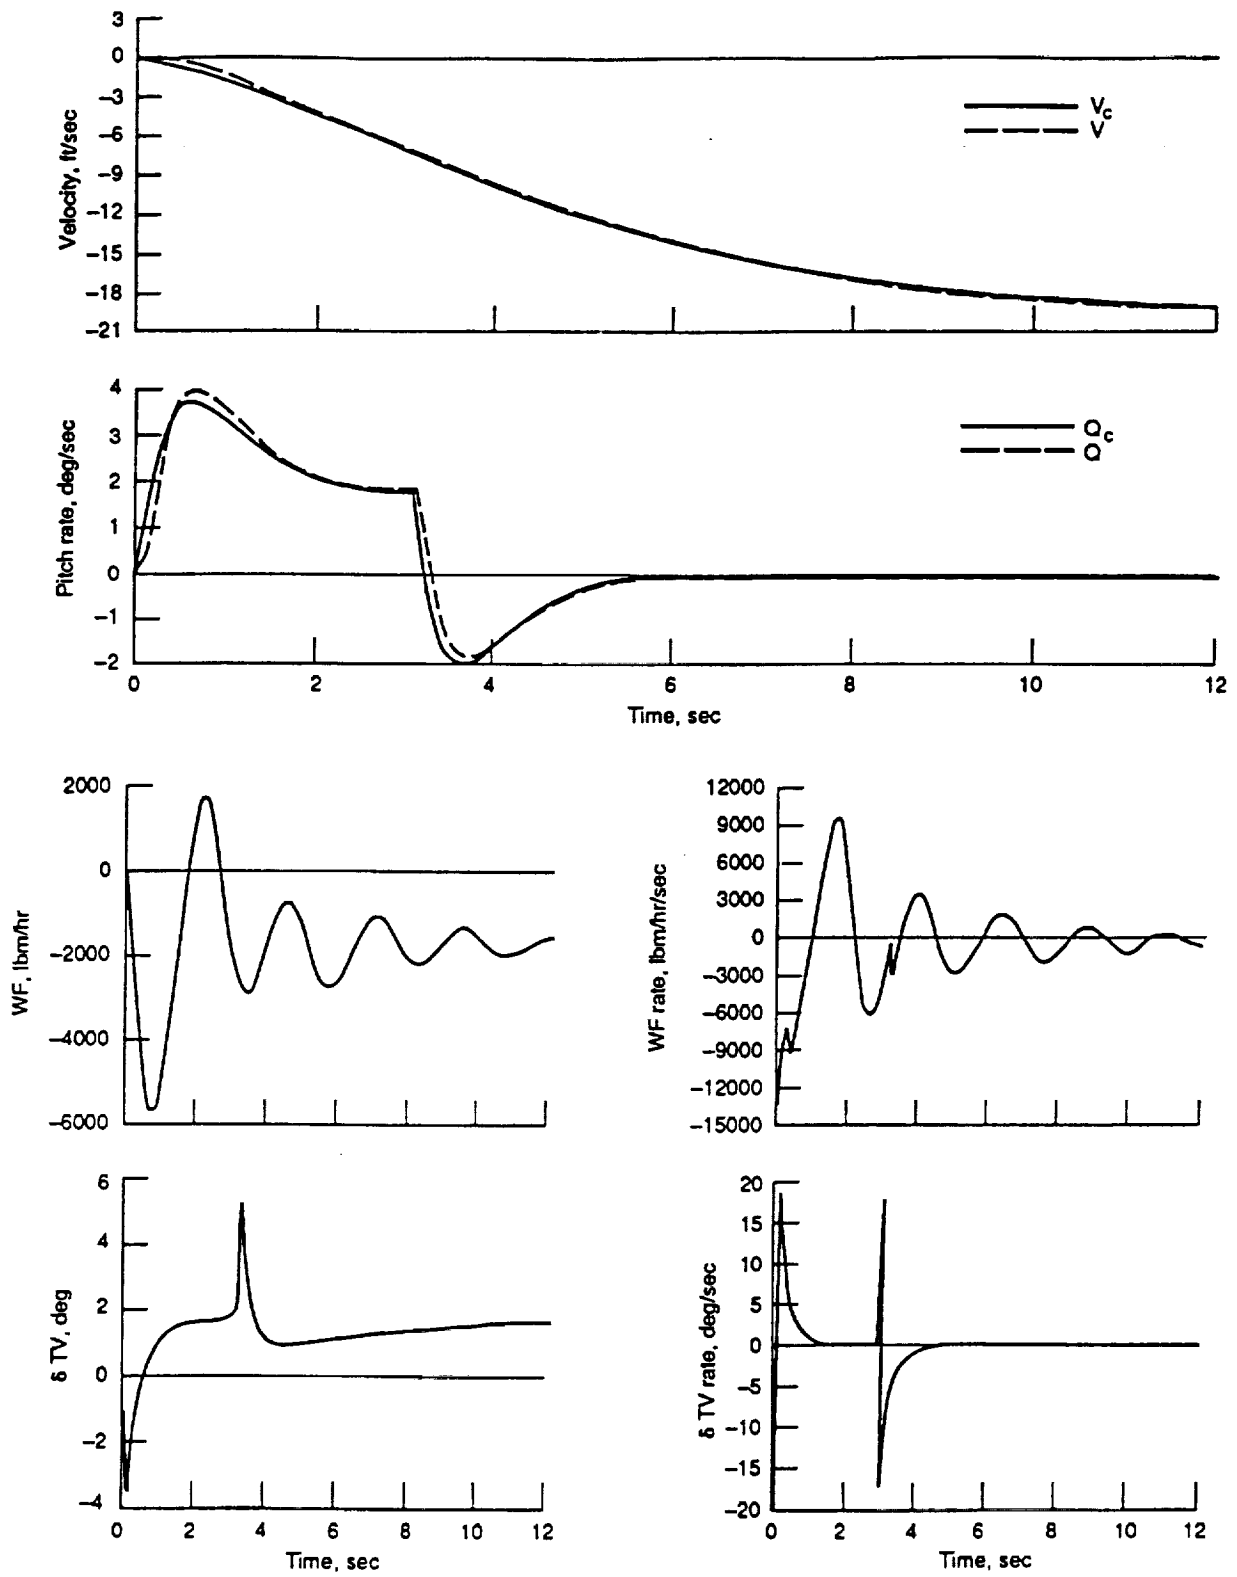 3
0
−3
−6
−9
−12
−15
−18
−21
Velocity, ft/sec
Vc
V
4
3
2
1
0
−1
−2
Pitch rate, deg/sec
Qc
Q
0 2 4 6 8 10 12
Time, sec
2000
0
−2000
−4000
−6000
WF, lbm/hr
12000
9000
6000
3000
0
−3000
−6000
−9000
−12000
−15000
WF rate, lbm/hr/sec
6
4
2
0
−2
−4
δ TV, deg
0 2 4 6 8 10 12
Time, sec
20
15
10
5
0
−5
−10
−15
−20
δ TV rate, deg/sec
0 2 4 6 8 10 12
Time, sec